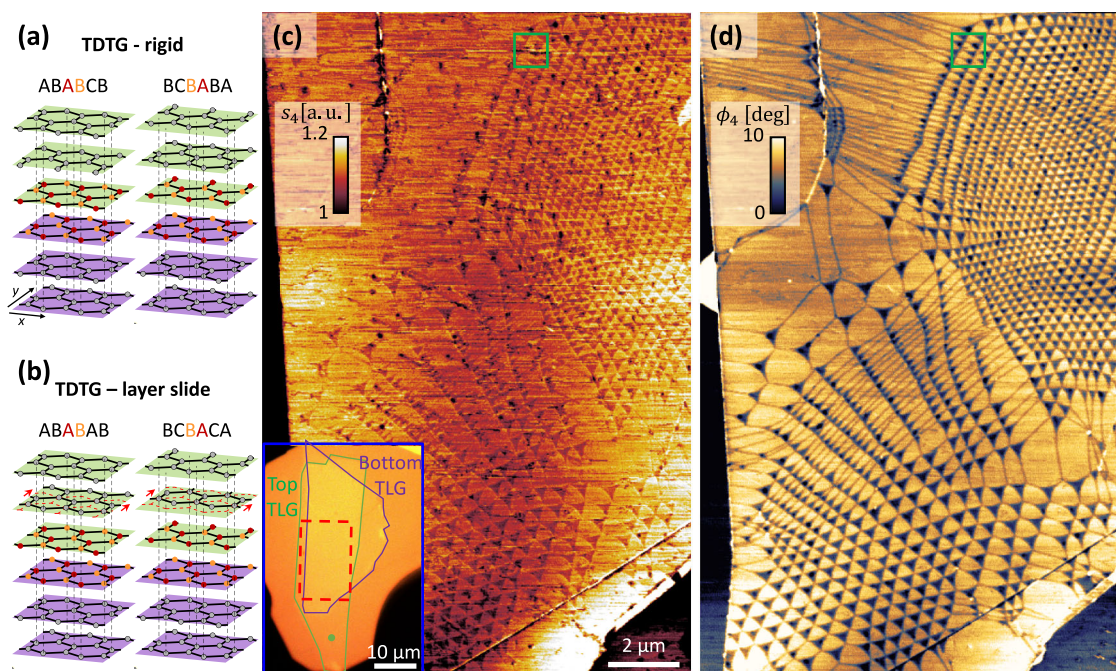 (a)
TDTG - rigid
ABABCB
BCBABA
y
x
(b)
TDTG – layer slide
ABABAB
BCBACA
(c)
s₄ [a. u.]
1.2
1
Top
TLG
Bottom
TLG
10 µm
2 µm
(d)
ϕ₄ [deg]
10
0